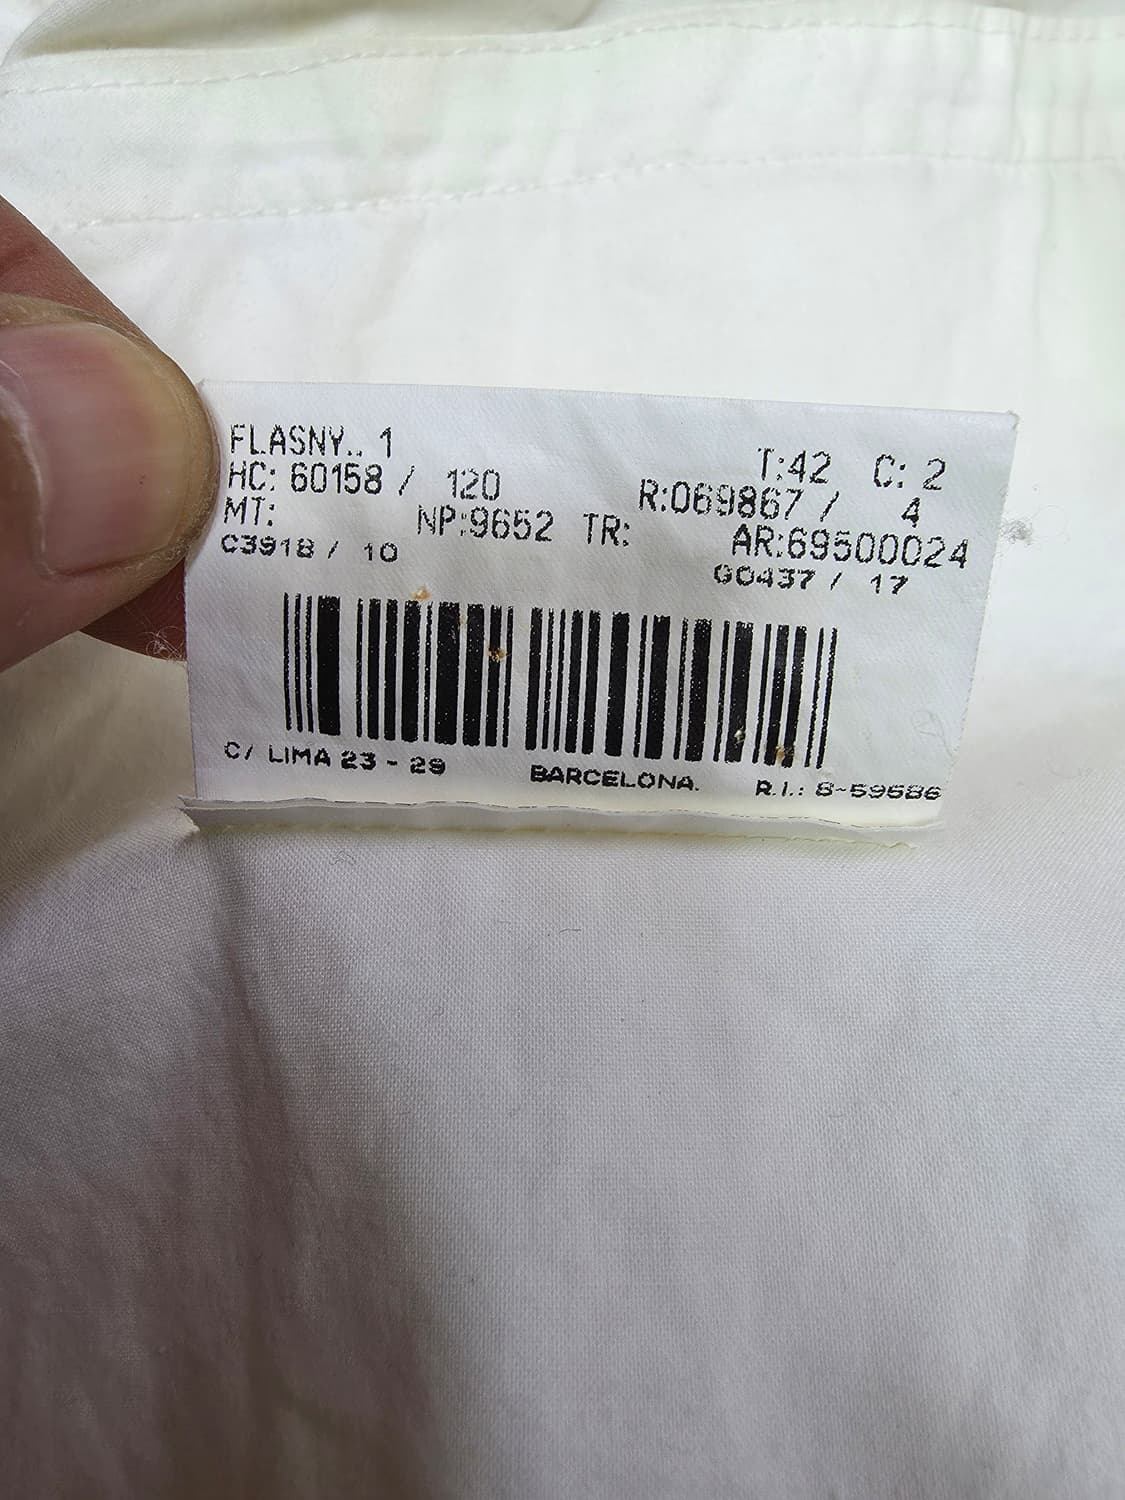 FLASNY.. 1
T:42 C: 2
HC: 60158 / 120
R:069867 / 4
MT: NP:9652 TR: AR:69500024
C3918 / 10
G0437 / 17
C/ LIMA 23 - 29 BARCELONA. R.I.: 8-59586